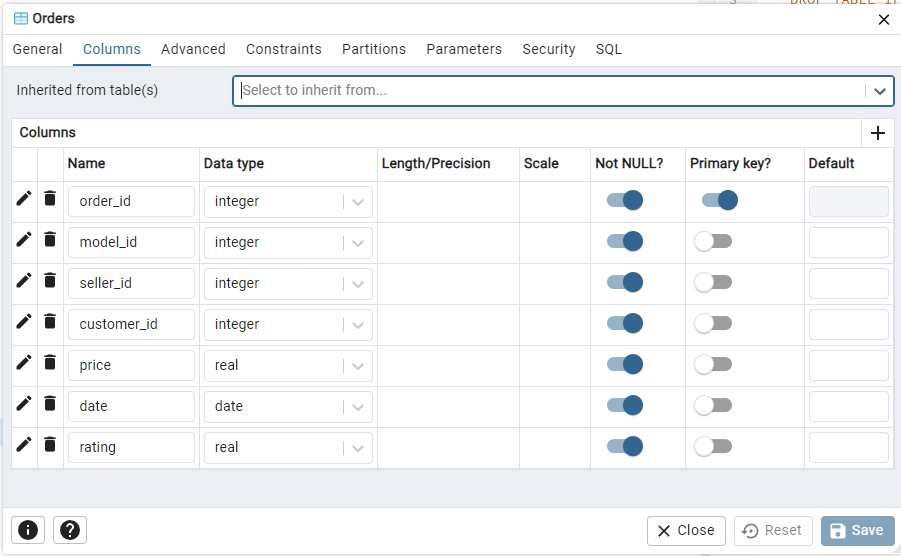 DROP TABLE
Orders
General Columns Advanced Constraints Partitions Parameters Security SQL
Inherited from table(s) Select to inherit from...
Columns
Name Data type Length/Precision Scale Not NULL? Primary key? Default
order_id integer
model_id integer
seller_id integer
customer_id integer
price real
date date
rating real
Close Reset Save